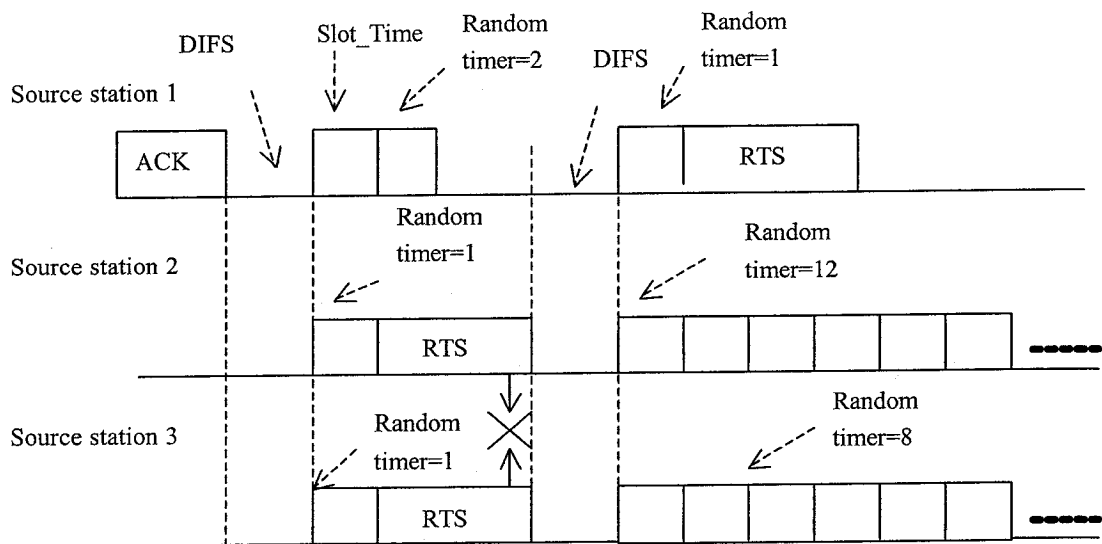 DIFS
Slot_Time
Random
timer=2
DIFS
Random
timer=1
Source station 1
ACK
RTS
Random
timer=1
Random
timer=12
Source station 2
RTS
Random
timer=8
Source station 3
Random
timer=1
RTS